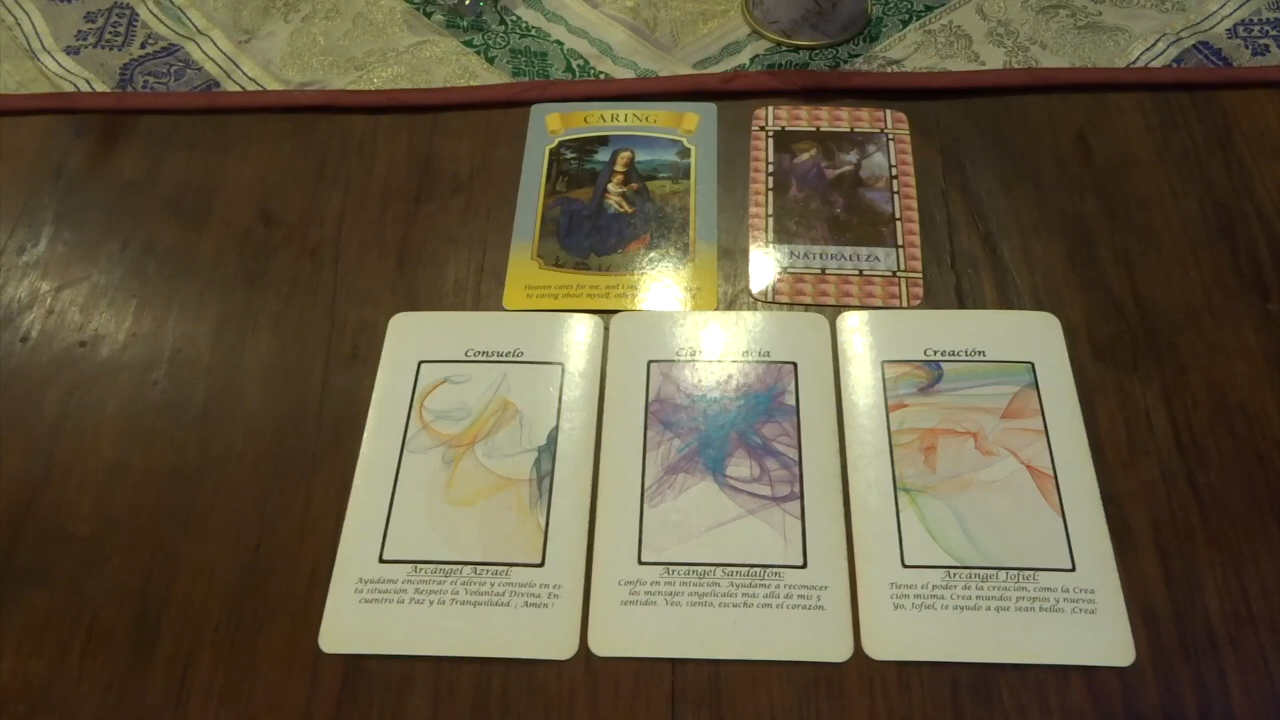 CARING
Heaven cares for me, and I
to caring about myself,
NATURALEZA
Consuelo
Arcángel Azrael:
Ayúdame encontrar el alivio y consuelo en es-
ta situación. Respeto la Voluntad Divina. En-
cuentro la Paz y la Tranquilidad. ¡ Amén !
Arcángel Sandalfón:
Confío en mi intuición. Ayúdame a reconocer
los mensajes angelicales más allá de mis 5
sentidos. Veo, siento, escucho con el corazón.
Creación
Arcángel Jofiel:
Tienes el poder de la creación, como la Crea-
ción misma. Crea mundos propios y nuevos.
Yo, Jofiel, te ayudo a que sean bellos. ¡Crea!